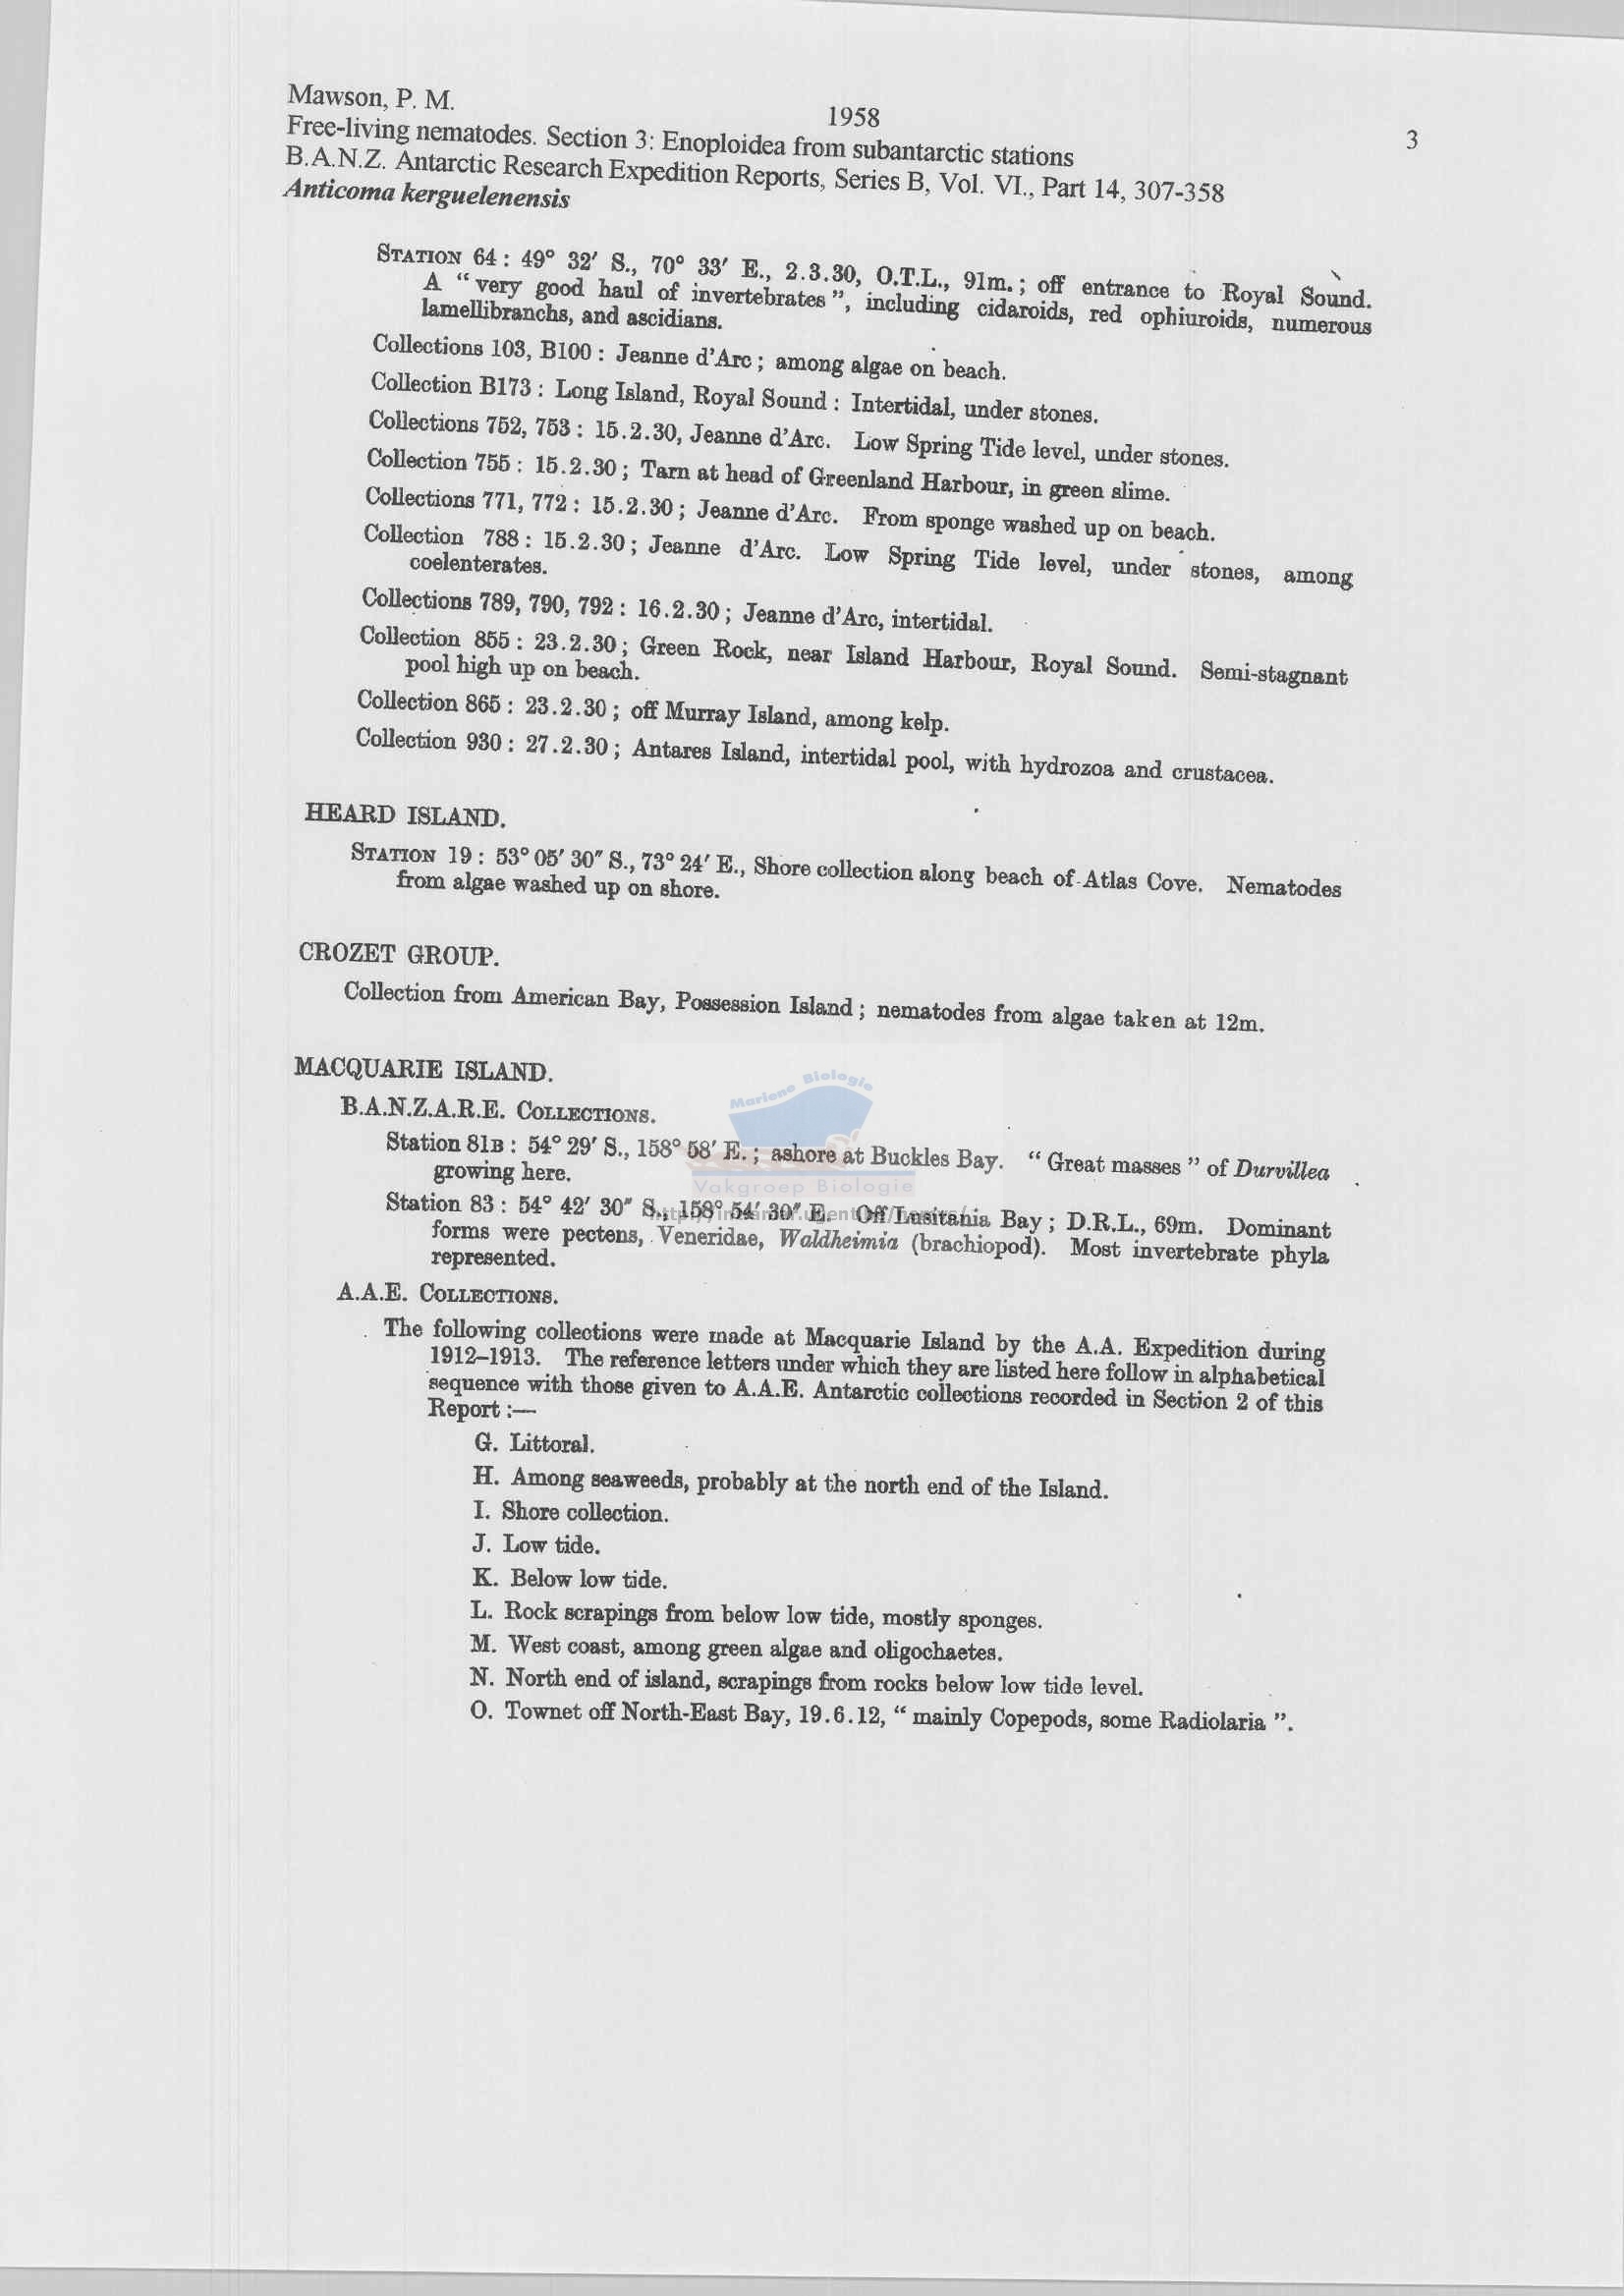 Mawson, P. M.
1958
3
Free-living nematodes. Section 3: Enoploidea from subantarctic stations
B.A.N.Z. Antarctic Research Expedition Reports, Series B, Vol. VI., Part 14, 307-358
Anticoma kerguelenensis
STATION 64 : 49° 32′ S., 70° 33′ E., 2.3.30, O.T.L., 91m. ; off entrance to Royal Sound.
A “ very good haul of invertebrates ”, including cidaroids, red ophiuroids, numerous
lamellibranchs, and ascidians.
Collections 103, B100 : Jeanne d’Arc ; among algae on beach.
Collection B173 : Long Island, Royal Sound : Intertidal, under stones.
Collections 752, 753 : 15.2.30, Jeanne d’Arc. Low Spring Tide level, under stones.
Collection 755 : 15.2.30 ; Tarn at head of Greenland Harbour, in green slime.
Collections 771, 772 : 15.2.30 ; Jeanne d’Arc. From sponge washed up on beach.
Collection 788 : 15.2.30 ; Jeanne d’Arc. Low Spring Tide level, under stones, among
coelenterates.
Collections 789, 790, 792 : 16.2.30 ; Jeanne d’Arc, intertidal.
Collection 855 : 23.2.30 ; Green Rock, near Island Harbour, Royal Sound. Semi-stagnant
pool high up on beach.
Collection 865 : 23.2.30 ; off Murray Island, among kelp.
Collection 930 : 27.2.30 ; Antares Island, intertidal pool, with hydrozoa and crustacea.
HEARD ISLAND.
STATION 19 : 53° 05′ 30″ S., 73° 24′ E., Shore collection along beach of Atlas Cove. Nematodes
from algae washed up on shore.
CROZET GROUP.
Collection from American Bay, Possession Island ; nematodes from algae taken at 12m.
MACQUARIE ISLAND.
B.A.N.Z.A.R.E. COLLECTIONS.
Marine Biologie
Station 81B : 54° 29′ S., 158° 58′ E. ; ashore at Buckles Bay. “ Great masses ” of Durvillea
growing here.
Vakgroep Biologie
Station 83 : 54° 42′ 30″ S., 158° 54′ 30″ E. Off Lusitania Bay ; D.R.L., 69m. Dominant
forms were pectens, Veneridae, Waldheimia (brachiopod). Most invertebrate phyla
represented.
A.A.E. COLLECTIONS.
The following collections were made at Macquarie Island by the A.A. Expedition during
1912–1913. The reference letters under which they are listed here follow in alphabetical
sequence with those given to A.A.E. Antarctic collections recorded in Section 2 of this
Report :—
G. Littoral.
H. Among seaweeds, probably at the north end of the Island.
I. Shore collection.
J. Low tide.
K. Below low tide.
L. Rock scrapings from below low tide, mostly sponges.
M. West coast, among green algae and oligochaetes.
N. North end of island, scrapings from rocks below low tide level.
O. Townet off North-East Bay, 19.6.12, “ mainly Copepods, some Radiolaria ”.